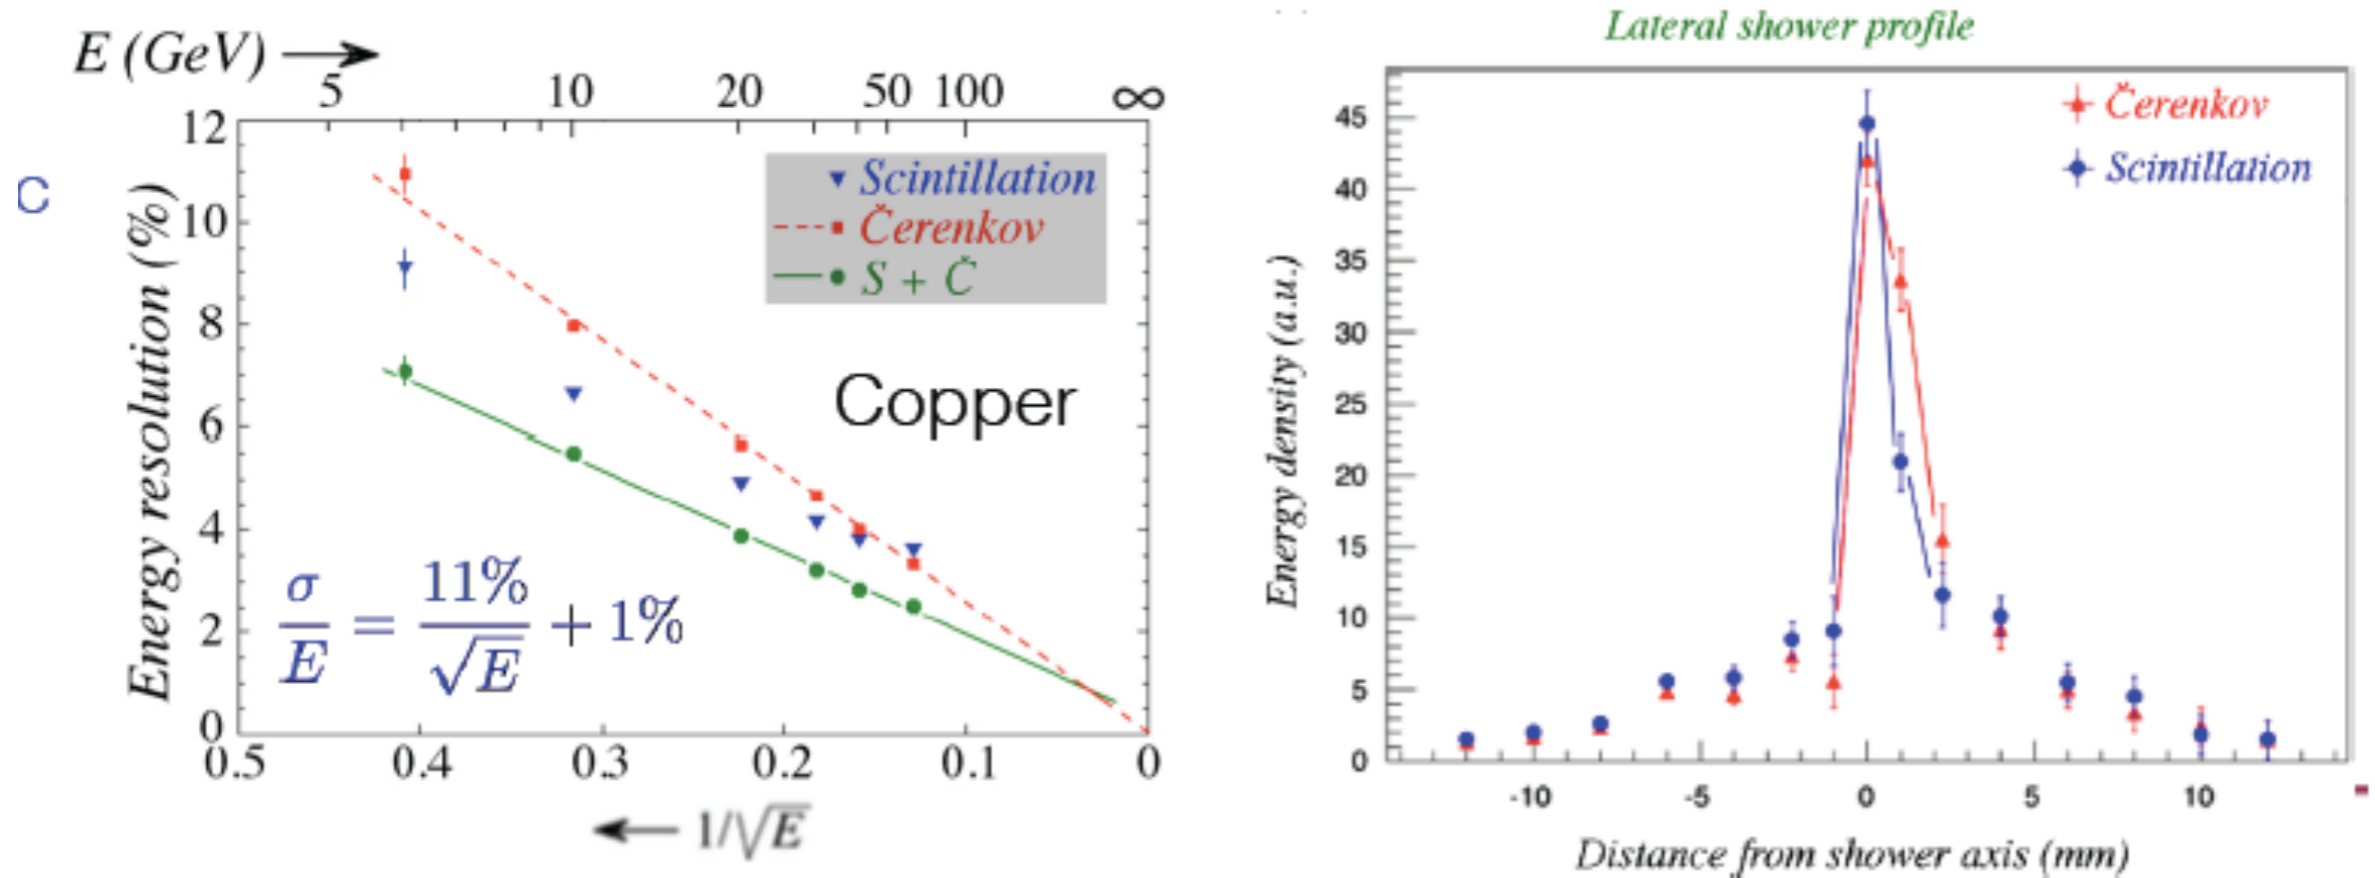 E (GeV)
5 10 20 50 100 ∞
C
Energy resolution (%)
12
10
8
6
4
2
0
Scintillation
Čerenkov
S + Č
Copper
σ/E = 11%/√E + 1%
0.5 0.4 0.3 0.2 0.1 0
1/√E
Lateral shower profile
Energy density (a.u.)
45
40
35
30
25
20
15
10
5
0
Čerenkov
Scintillation
-10 -5 0 5 10
Distance from shower axis (mm)